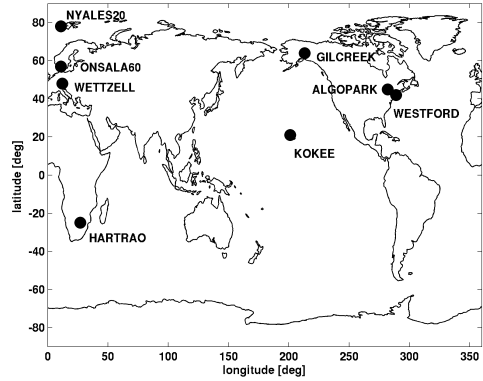 80
60
40
20
0
-20
-40
-60
-80
latitude [deg]
NYALES20
ONSALA60
WETTZELL
GILCREEK
ALGOPARK
WESTFORD
KOKEE
HARTRAO
0
50
100
150
200
250
300
350
longitude [deg]